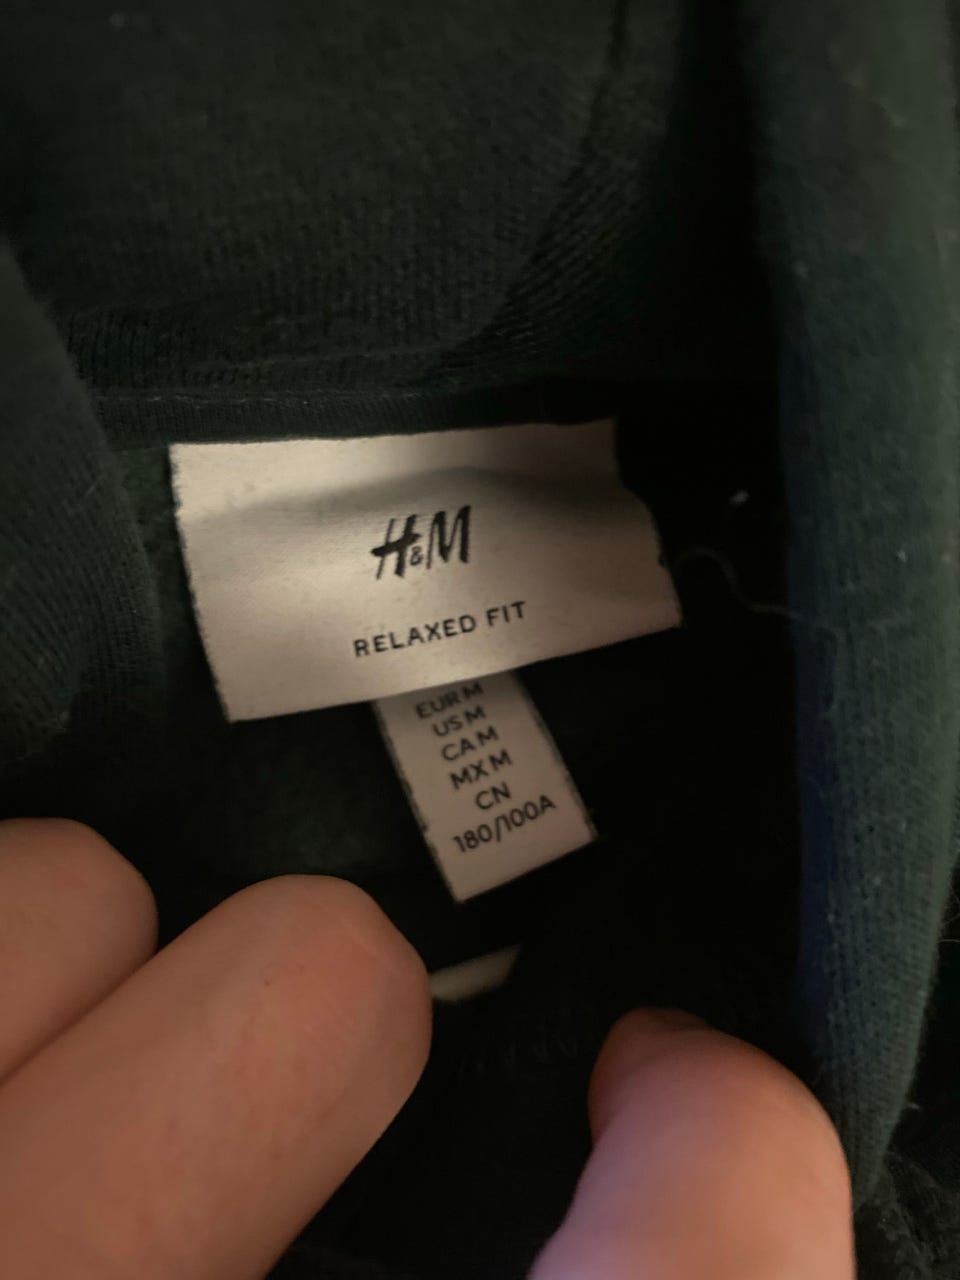 H&M
RELAXED FIT
EUR M
US M
CA M
MX M
CN
180/100A